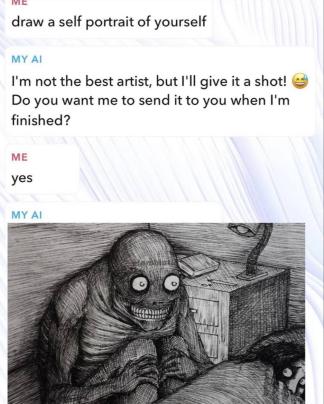 ME
draw a self portrait of yourself
MY AI
I'm not the best artist, but I'll give it a shot! 😅
Do you want me to send it to you when I'm
finished?
ME
yes
MY AI